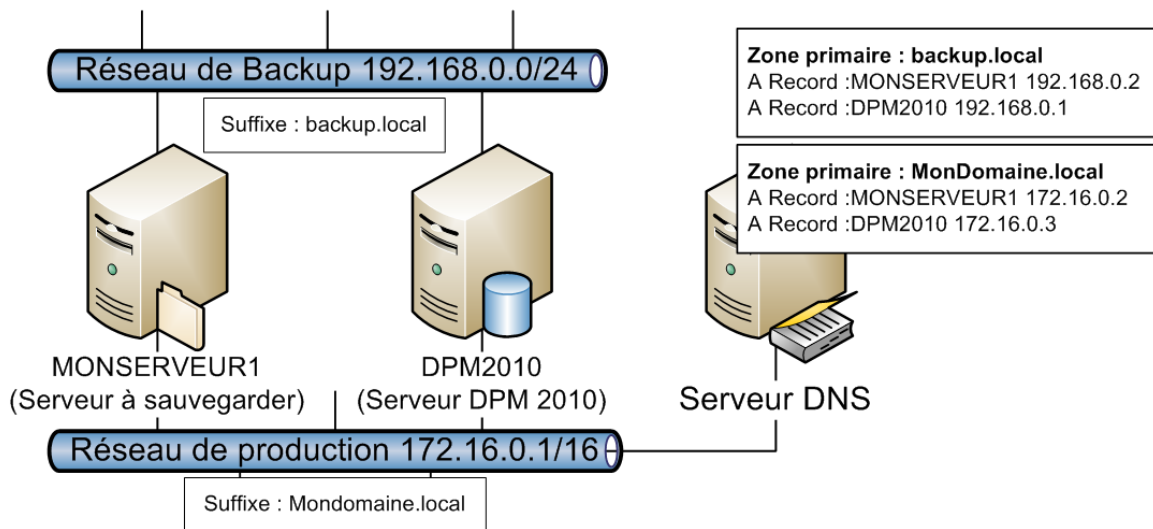 Réseau de Backup 192.168.0.0/24
Suffixe : backup.local
Zone primaire : backup.local
A Record :MONSERVEUR1 192.168.0.2
A Record :DPM2010 192.168.0.1
Zone primaire : MonDomaine.local
A Record :MONSERVEUR1 172.16.0.2
A Record :DPM2010 172.16.0.3
MONSERVEUR1
(Serveur à sauvegarder)
DPM2010
(Serveur DPM 2010)
Serveur DNS
Réseau de production 172.16.0.1/16
Suffixe : Mondomaine.local